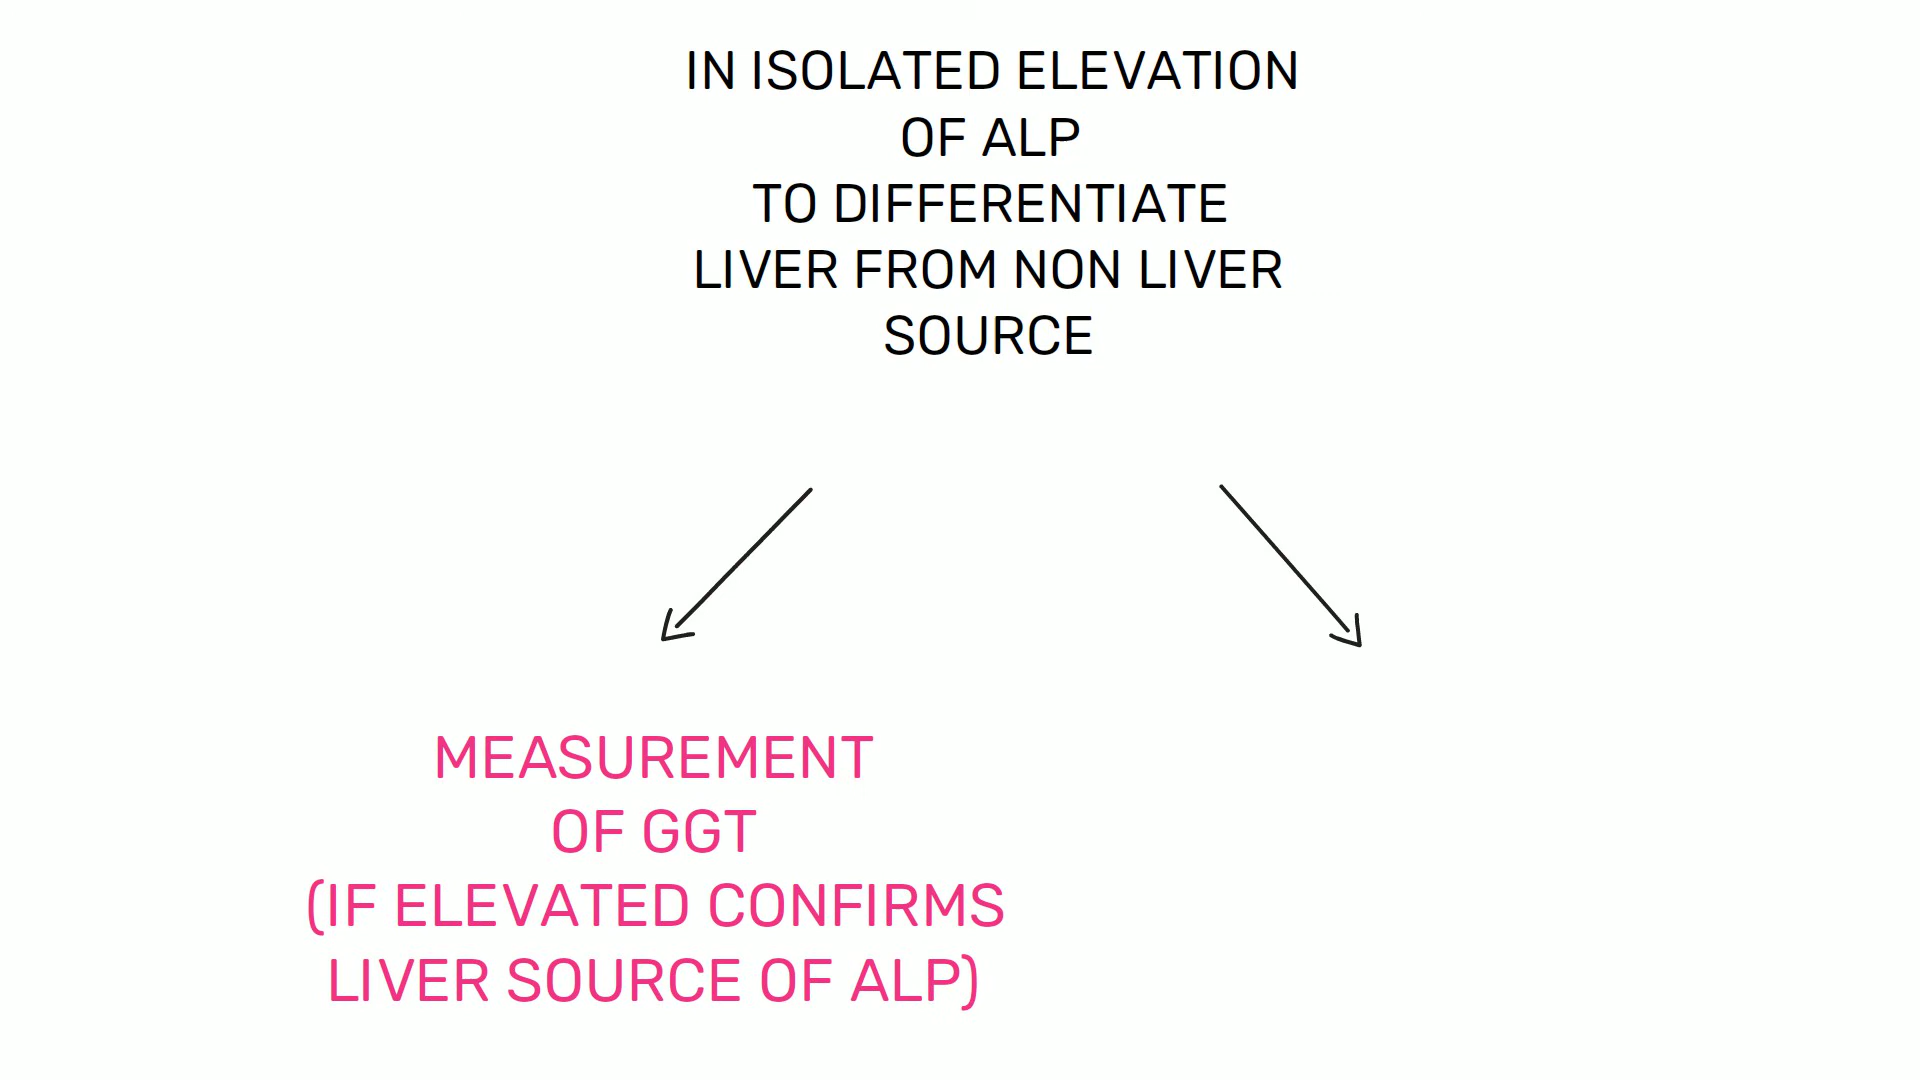 IN ISOLATED ELEVATION
OF ALP
TO DIFFERENTIATE
LIVER FROM NON LIVER
SOURCE
MEASUREMENT
OF GGT
(IF ELEVATED CONFIRMS
LIVER SOURCE OF ALP)